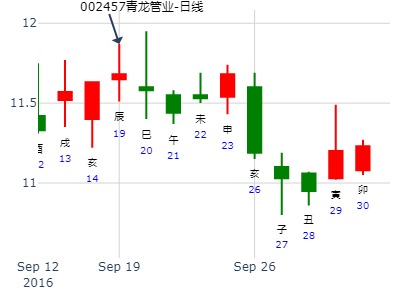 002457青龙管业-日线
12
11.5
11
酉
2
戌
13
亥
14
辰
19
巳
20
午
21
未
22
申
23
亥
26
子
27
丑
28
寅
29
卯
30
Sep 12
2016
Sep 19
Sep 26